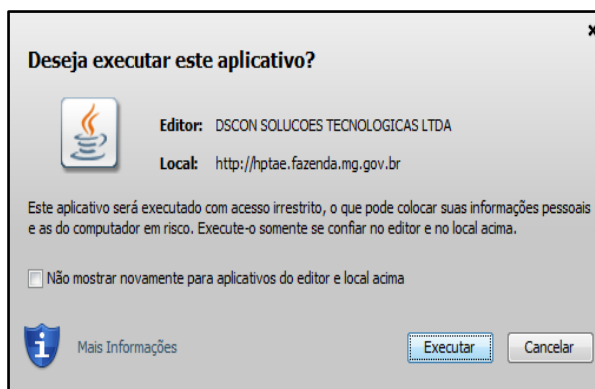 Deseja executar este aplicativo?
Editor: DSCON SOLUCOES TECNOLOGICAS LTDA
Local: http://hptae.fazenda.mg.gov.br
Este aplicativo será executado com acesso irrestrito, o que pode colocar suas informações pessoais
e as do computador em risco. Execute-o somente se confiar no editor e no local acima.
Não mostrar novamente para aplicativos do editor e local acima
Mais Informações
Executar
Cancelar